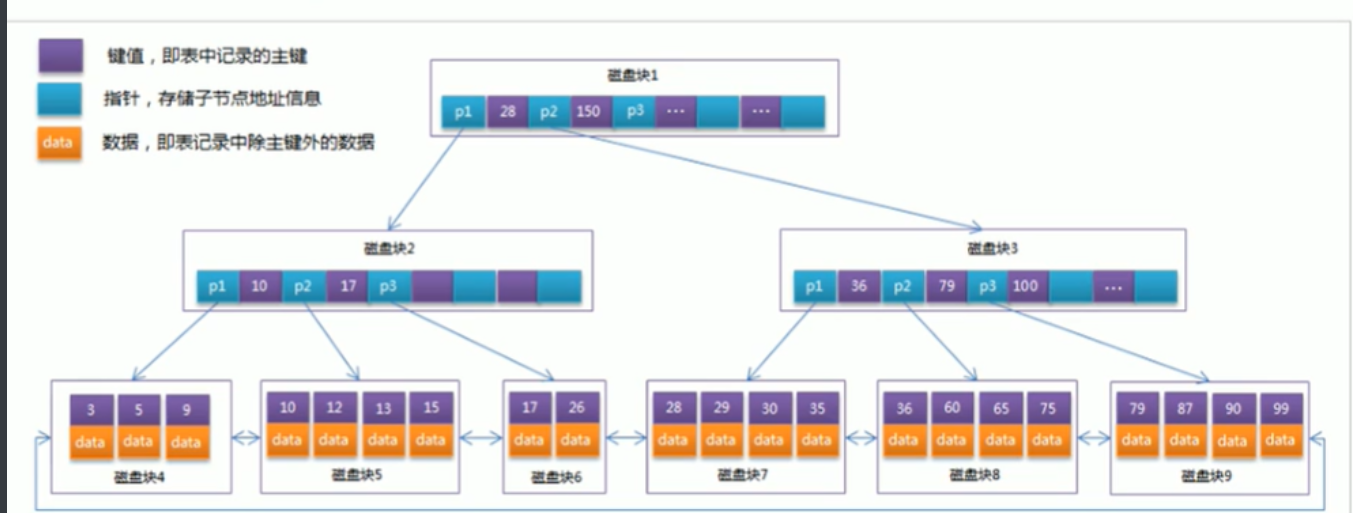 键值，即表中记录的主键
指针，存储子节点地址信息
data 数据，即表记录中除主键外的数据
磁盘块1
p1 28 p2 150 p3 ... ...
磁盘块2
p1 10 p2 17 p3
磁盘块3
p1 36 p2 79 p3 100 ...
3 5 9
data data data
磁盘块4
10 12 13 15
data data data data
磁盘块5
17 26
data data
磁盘块6
28 29 30 35
data data data data
磁盘块7
36 60 65 75
data data data data
磁盘块8
79 87 90 99
data data data data
磁盘块9